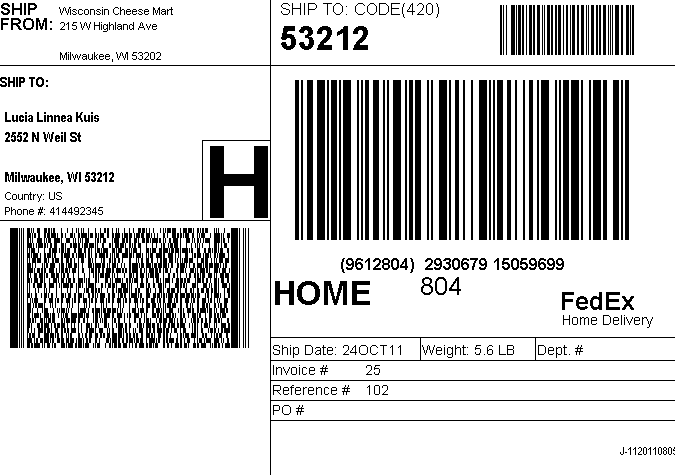 SHIP FROM:
Wisconsin Cheese Mart
215 W Highland Ave
Milwaukee, WI 53202
SHIP TO: CODE(420)
53212
SHIP TO:
Lucia Linnea Kuis
2552 N Weil St
Milwaukee, WI 53212
Country: US
Phone #: 414492345
H
(9612804) 2930679 15059699
HOME 804
FedEx
Home Delivery
Ship Date: 24OCT11 Weight: 5.6 LB Dept. #
Invoice # 25
Reference # 102
PO #
J-1120110805